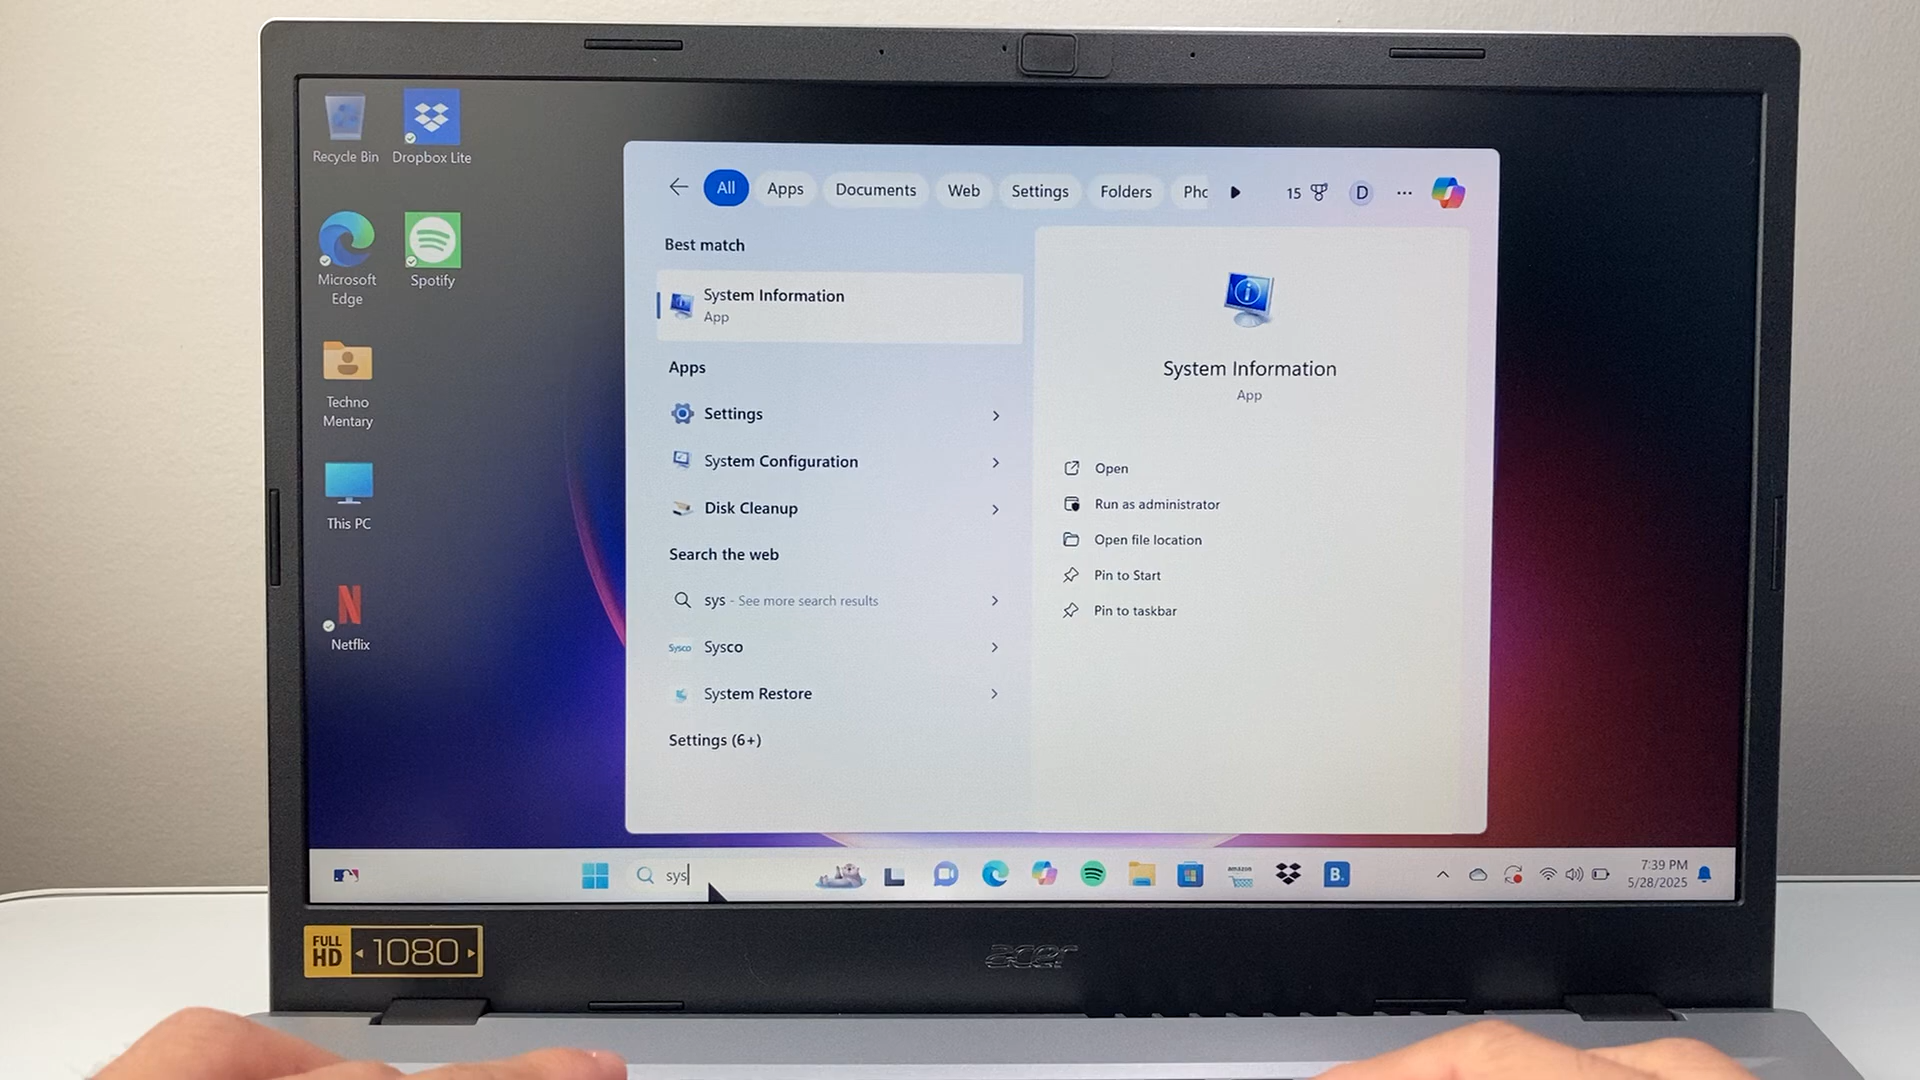 Recycle Bin
Dropbox Lite
Microsoft
Edge
Spotify
Techno
Mentary
This PC
Netflix
All
Apps
Documents
Web
Settings
Folders
Phc
15
D
Best match
System Information
App
Apps
Settings
System Configuration
Disk Cleanup
Search the web
sys - See more search results
Sysco
Sysco
System Restore
Settings (6+)
System Information
App
Open
Run as administrator
Open file location
Pin to Start
Pin to taskbar
sys
amazon
B.
7:39 PM
5/28/2025
FULL
HD
1080
acer